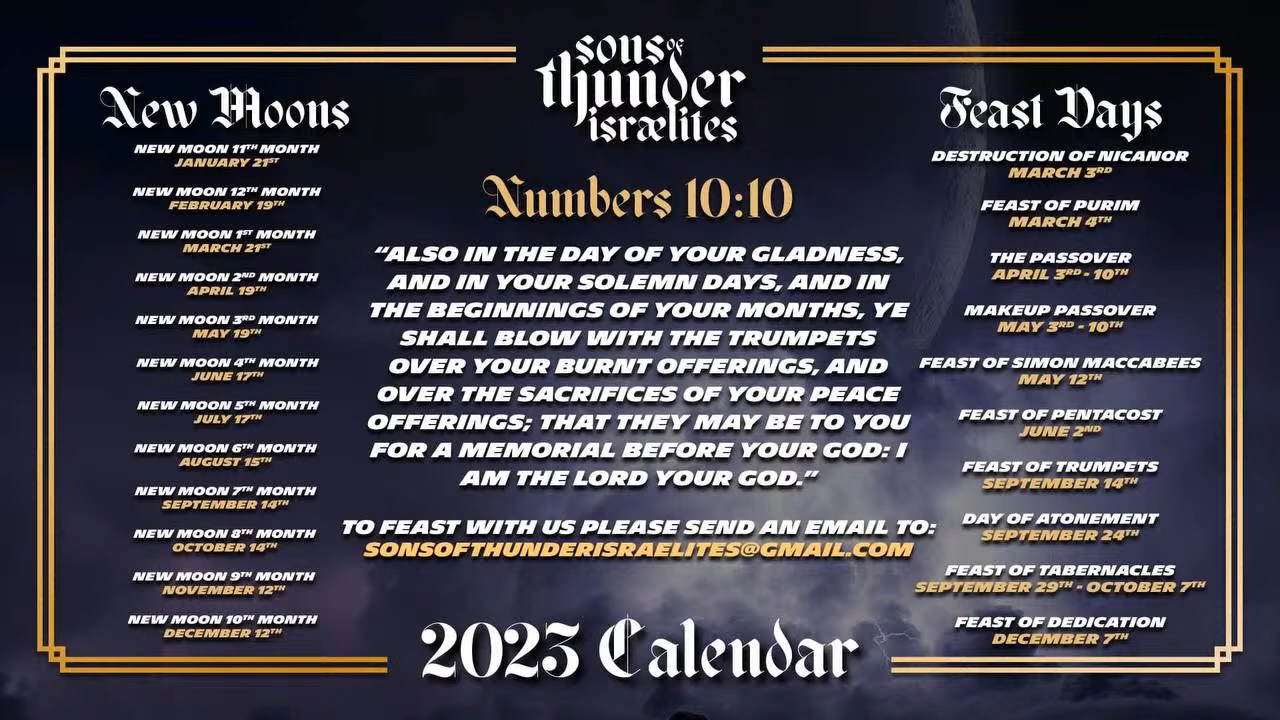 sons of
thunder
israelites
New Moons
NEW MOON 11TH MONTH
JANUARY 21ST
NEW MOON 12TH MONTH
FEBRUARY 19TH
NEW MOON 1ST MONTH
MARCH 21ST
NEW MOON 2ND MONTH
APRIL 19TH
NEW MOON 3RD MONTH
MAY 19TH
NEW MOON 4TH MONTH
JUNE 17TH
NEW MOON 5TH MONTH
JULY 17TH
NEW MOON 6TH MONTH
AUGUST 15TH
NEW MOON 7TH MONTH
SEPTEMBER 14TH
NEW MOON 8TH MONTH
OCTOBER 14TH
NEW MOON 9TH MONTH
NOVEMBER 12TH
NEW MOON 10TH MONTH
DECEMBER 12TH
Numbers 10:10
“ALSO IN THE DAY OF YOUR GLADNESS,
AND IN YOUR SOLEMN DAYS, AND IN
THE BEGINNINGS OF YOUR MONTHS, YE
SHALL BLOW WITH THE TRUMPETS
OVER YOUR BURNT OFFERINGS, AND
OVER THE SACRIFICES OF YOUR PEACE
OFFERINGS; THAT THEY MAY BE TO YOU
FOR A MEMORIAL BEFORE YOUR GOD: I
AM THE LORD YOUR GOD.”
TO FEAST WITH US PLEASE SEND AN EMAIL TO:
SONSOFTHUNDERISRAELITES@GMAIL.COM
Feast Days
DESTRUCTION OF NICANOR
MARCH 3RD
FEAST OF PURIM
MARCH 4TH
THE PASSOVER
APRIL 3RD - 10TH
MAKEUP PASSOVER
MAY 3RD - 10TH
FEAST OF SIMON MACCABEES
MAY 12TH
FEAST OF PENTACOST
JUNE 2ND
FEAST OF TRUMPETS
SEPTEMBER 14TH
DAY OF ATONEMENT
SEPTEMBER 24TH
FEAST OF TABERNACLES
SEPTEMBER 29TH - OCTOBER 7TH
FEAST OF DEDICATION
DECEMBER 7TH
2023 Calendar